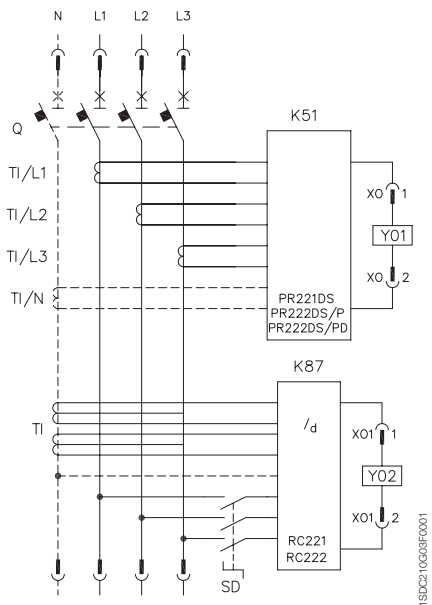 N L1 L2 L3
Q
K51
TI/L1
X0 1
TI/L2
Y01
TI/L3
X0 2
TI/N
PR221DS
PR222DS/P
PR222DS/PD
K87
TI
/d
X01 1
Y02
X01 2
RC221
RC222
SD
1SDC210G03F0001